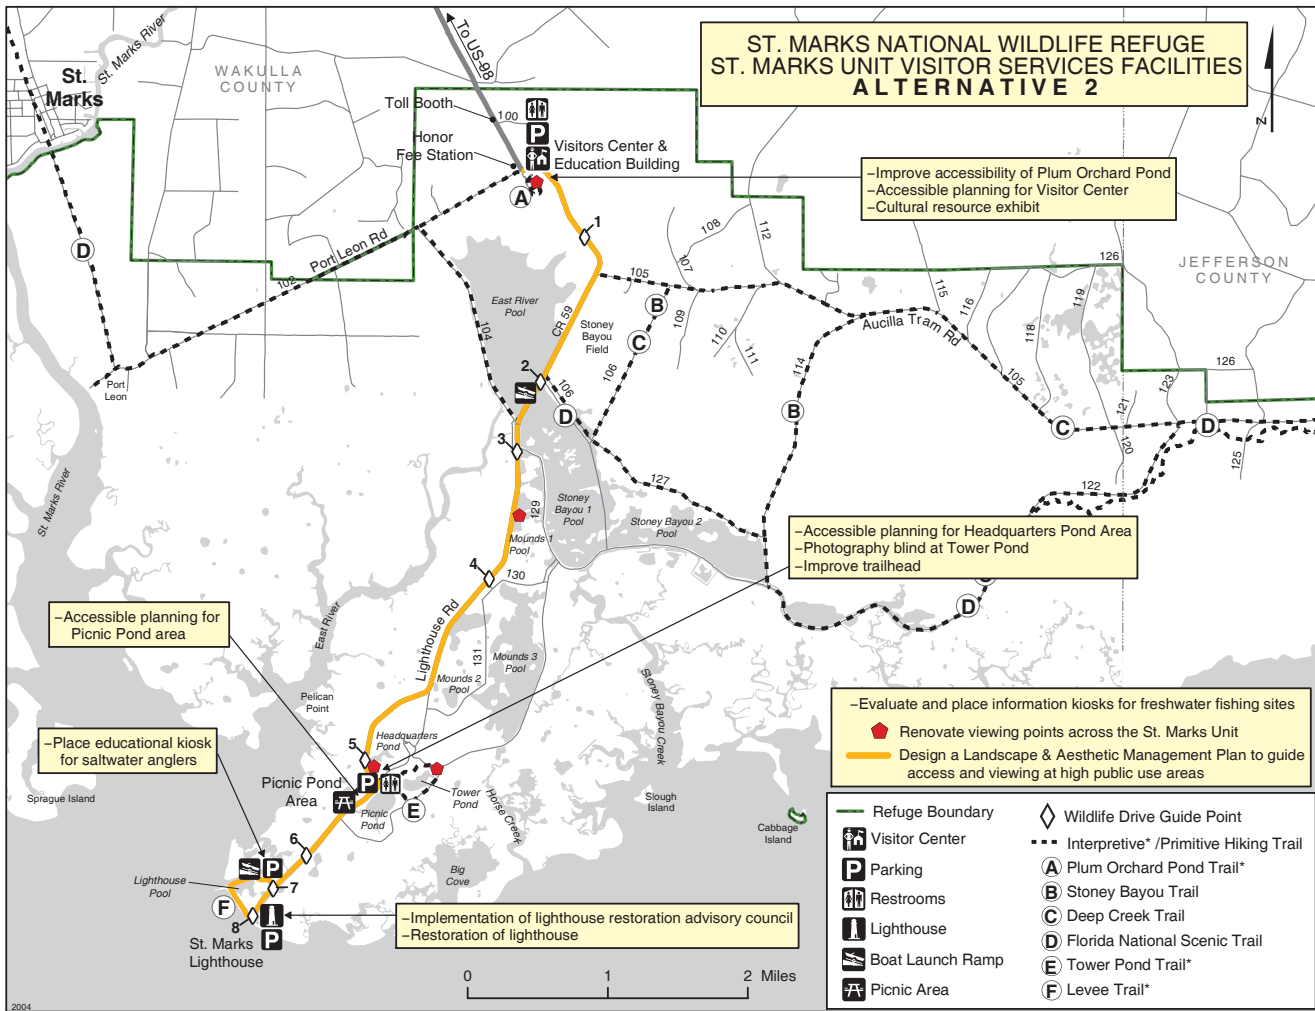 ST. MARKS NATIONAL WILDLIFE REFUGE
ST. MARKS UNIT VISITOR SERVICES FACILITIES
ALTERNATIVE 2
N
To US-98
St. Marks River
St.
Marks
WAKULLA
COUNTY
Toll Booth
100
Honor
Fee Station
P
Visitors Center &
Education Building
A
–Improve accessibility of Plum Orchard Pond
–Accessible planning for Visitor Center
–Cultural resource exhibit
1
108
112
107
126
JEFFERSON
COUNTY
D
Port Leon Rd
102
105
B
115
116
119
118
East River
Pool
CR 59
Stoney
Bayou
Field
109
110
111
Aucilla Tram Rd
104
C
106
114
105
126
123
121
Port
Leon
2
106
D
B
C
D
120
125
3
127
122
St. Marks River
129
Stoney
Bayou 1
Pool
Stoney Bayou 2
Pool
Mounds 1
Pool
–Accessible planning for Headquarters Pond Area
–Photography blind at Tower Pond
–Improve trailhead
4
130
C
D
–Accessible planning for
Picnic Pond area
East River
Lighthouse Rd
131
Mounds 3
Pool
Mounds 2
Pool
Stoney Bayou Creek
Pelican
Point
–Evaluate and place information kiosks for freshwater fishing sites
Renovate viewing points across the St. Marks Unit
Design a Landscape & Aesthetic Management Plan to guide
access and viewing at high public use areas
–Place educational kiosk
for saltwater anglers
5
Headquarters
Pond
Picnic Pond
Area
P
Tower
Pond
E
Picnic
Pond
Horse Creek
Slough
Island
Sprague Island
Cabbage
Island
6
Big
Cove
P
Lighthouse
Pool
7
F
8
St. Marks
Lighthouse
P
–Implementation of lighthouse restoration advisory council
–Restoration of lighthouse
0 1 2 Miles
Refuge Boundary
Visitor Center
P Parking
Restrooms
Lighthouse
Boat Launch Ramp
Picnic Area
Wildlife Drive Guide Point
Interpretive* /Primitive Hiking Trail
A Plum Orchard Pond Trail*
B Stoney Bayou Trail
C Deep Creek Trail
D Florida National Scenic Trail
E Tower Pond Trail*
F Levee Trail*
2004